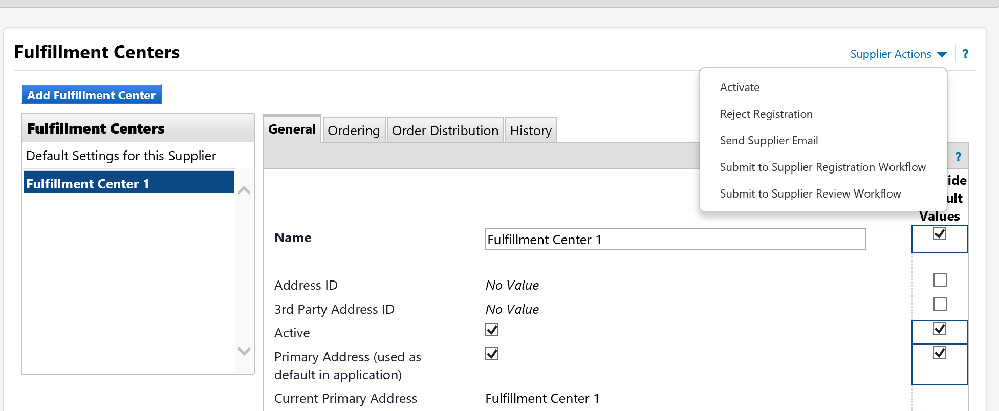 Fulfillment Centers
Supplier Actions
?
Activate
Reject Registration
Send Supplier Email
Submit to Supplier Registration Workflow
Submit to Supplier Review Workflow
Add Fulfillment Center
Fulfillment Centers
Default Settings for this Supplier
Fulfillment Center 1
General
Ordering
Order Distribution
History
?
Values
Name
Fulfillment Center 1
Address ID
No Value
3rd Party Address ID
No Value
Active
Primary Address (used as
default in application)
Current Primary Address
Fulfillment Center 1